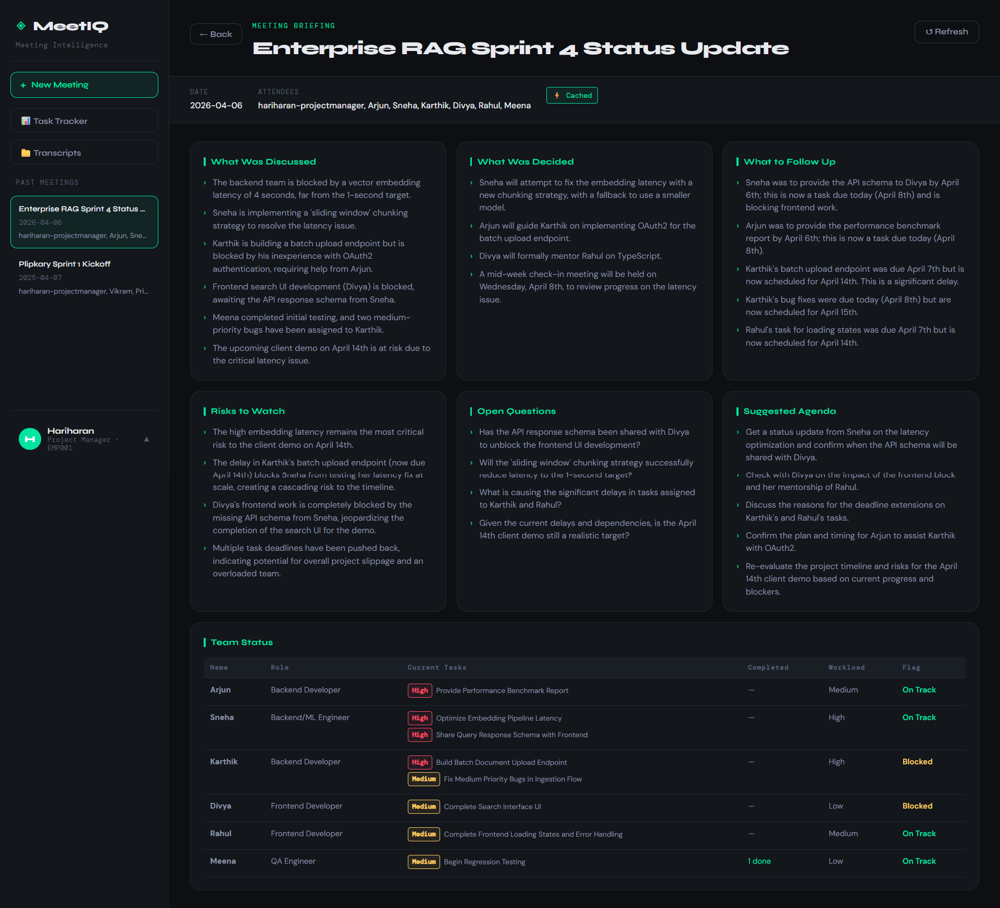 MeetIQ
Meeting Intelligence
+ New Meeting
Task Tracker
Transcripts
PAST MEETINGS
Enterprise RAG Sprint 4 Status ...
2026-04-06
hariharan-projectmanager, Arjun, Sne...
Plipkary Sprint 1 Kickoff
2025-04-07
hariharan-projectmanager, Vikram, Pri...
H
Hariharan
Project Manager ·
EMP001
▲
← Back
MEETING BRIEFING
Enterprise RAG Sprint 4 Status Update
↺ Refresh
DATE
2026-04-06
ATTENDEES
hariharan-projectmanager, Arjun, Sneha, Karthik, Divya, Rahul, Meena
Cached
What Was Discussed
› The backend team is blocked by a vector embedding
latency of 4 seconds, far from the 1-second target.
› Sneha is implementing a 'sliding window' chunking
strategy to resolve the latency issue.
› Karthik is building a batch upload endpoint but is
blocked by his inexperience with OAuth2
authentication, requiring help from Arjun.
› Frontend search UI development (Divya) is blocked,
awaiting the API response schema from Sneha.
› Meena completed initial testing, and two medium-
priority bugs have been assigned to Karthik.
› The upcoming client demo on April 14th is at risk due to
the critical latency issue.
What Was Decided
› Sneha will attempt to fix the embedding latency with a
new chunking strategy, with a fallback to use a smaller
model.
› Arjun will guide Karthik on implementing OAuth2 for the
batch upload endpoint.
› Divya will formally mentor Rahul on TypeScript.
› A mid-week check-in meeting will be held on
Wednesday, April 8th, to review progress on the latency
issue.
What to Follow Up
› Sneha was to provide the API schema to Divya by April
6th; this is now a task due today (April 8th) and is
blocking frontend work.
› Arjun was to provide the performance benchmark
report by April 6th; this is now a task due today (April
8th).
› Karthik's batch upload endpoint was due April 7th but is
now scheduled for April 14th. This is a significant delay.
› Karthik's bug fixes were due today (April 8th) but are
now scheduled for April 15th.
› Rahul's task for loading states was due April 7th but is
now scheduled for April 14th.
Risks to Watch
› The high embedding latency remains the most critical
risk to the client demo on April 14th.
› The delay in Karthik's batch upload endpoint (now due
April 14th) blocks Sneha from testing her latency fix at
scale, creating a cascading risk to the timeline.
› Divya's frontend work is completely blocked by the
missing API schema from Sneha, jeopardizing the
completion of the search UI for the demo.
› Multiple task deadlines have been pushed back,
indicating potential for overall project slippage and an
overloaded team.
Open Questions
› Has the API response schema been shared with Divya
to unblock the frontend UI development?
› Will the 'sliding window' chunking strategy successfully
reduce latency to the 1-second target?
› What is causing the significant delays in tasks assigned
to Karthik and Rahul?
› Given the current delays and dependencies, is the April
14th client demo still a realistic target?
Suggested Agenda
› Get a status update from Sneha on the latency
optimization and confirm when the API schema will be
shared with Divya.
› Check with Divya on the impact of the frontend block
and her mentorship of Rahul.
› Discuss the reasons for the deadline extensions on
Karthik's and Rahul's tasks.
› Confirm the plan and timing for Arjun to assist Karthik
with OAuth2.
› Re-evaluate the project timeline and risks for the April
14th client demo based on current progress and
blockers.
Team Status
Name Role Current Tasks Completed Workload Flag
Arjun Backend Developer High Provide Performance Benchmark Report — Medium On Track
Sneha Backend/ML Engineer High Optimize Embedding Pipeline Latency — High On Track
High Share Query Response Schema with Frontend
Karthik Backend Developer High Build Batch Document Upload Endpoint — High Blocked
Medium Fix Medium Priority Bugs in Ingestion Flow
Divya Frontend Developer Medium Complete Search Interface UI — Low Blocked
Rahul Frontend Developer Medium Complete Frontend Loading States and Error Handling — Medium On Track
Meena QA Engineer Medium Begin Regression Testing 1 done Low On Track